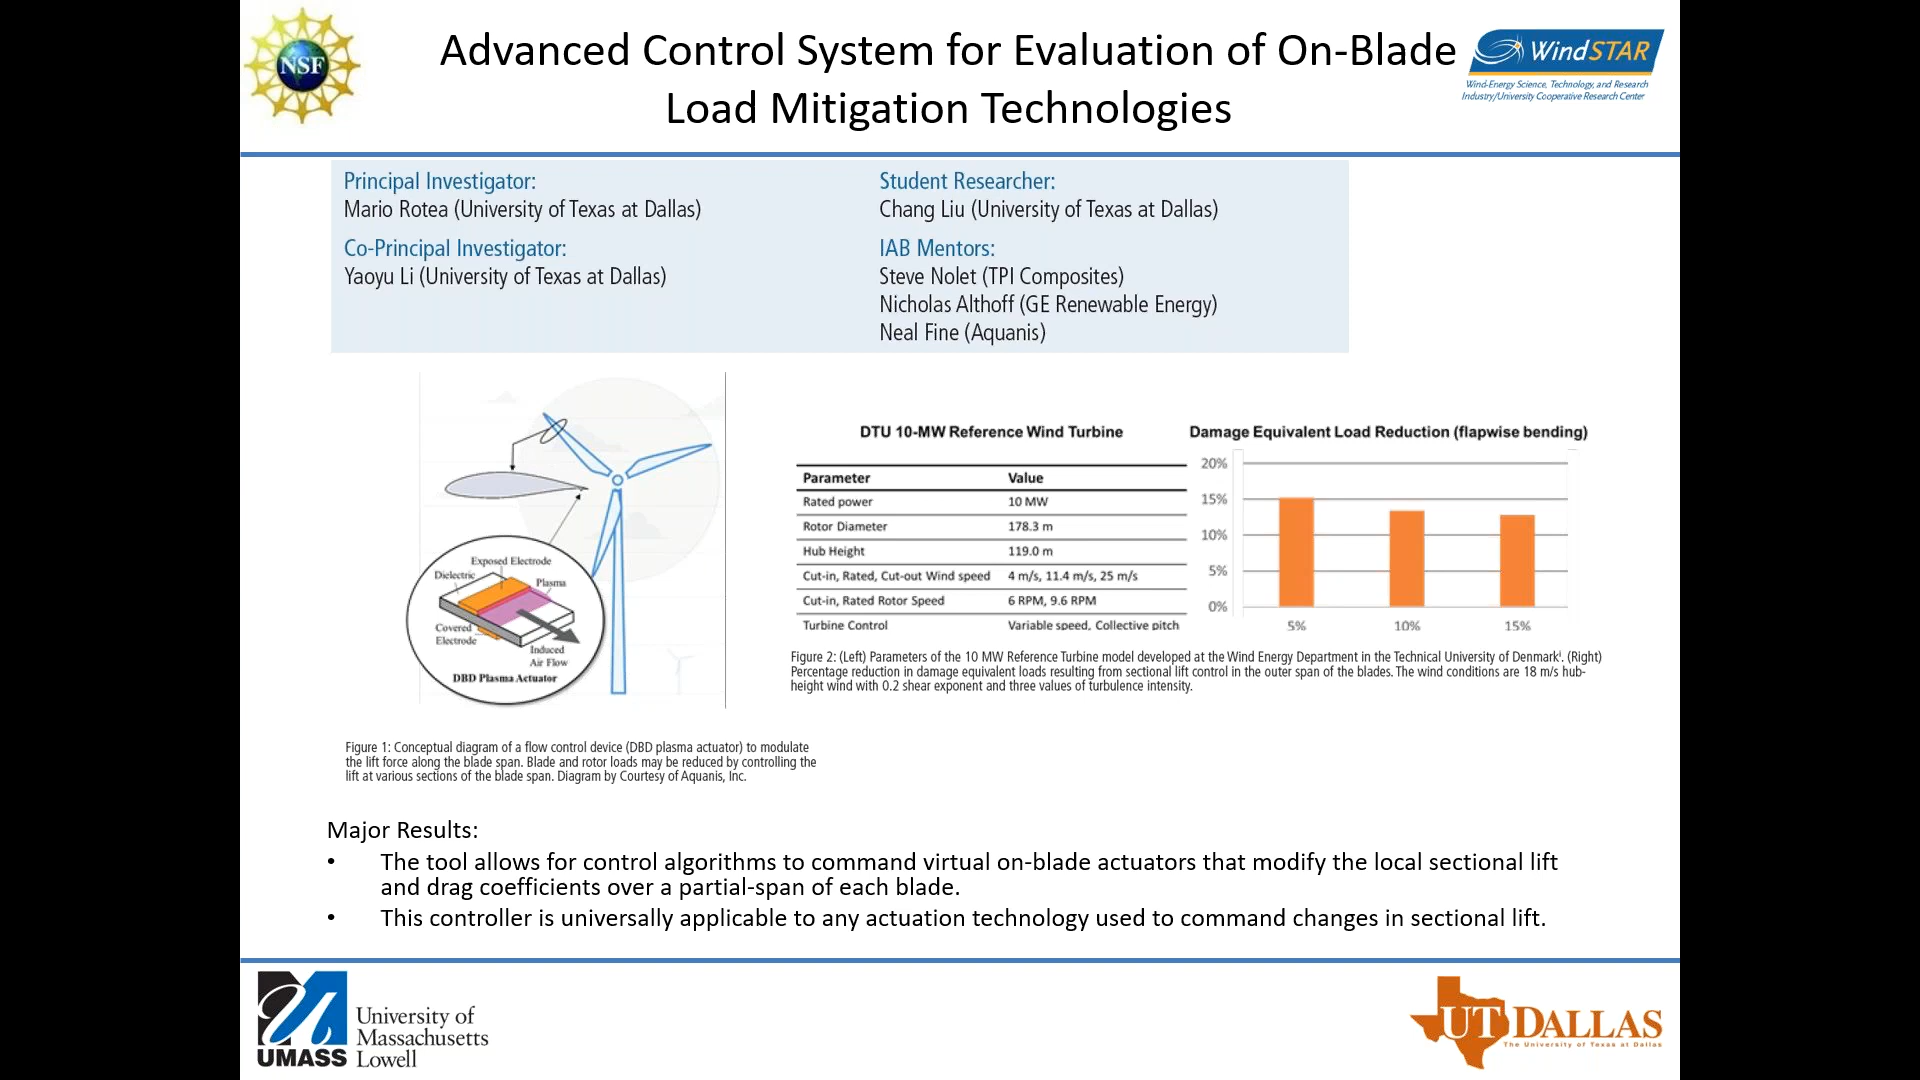 NSF
Advanced Control System for Evaluation of On-Blade
Load Mitigation Technologies
WindSTAR
Wind-Energy Science, Technology, and Research
Industry/University Cooperative Research Center
Principal Investigator:
Mario Rotea (University of Texas at Dallas)
Co-Principal Investigator:
Yaoyu Li (University of Texas at Dallas)
Student Researcher:
Chang Liu (University of Texas at Dallas)
IAB Mentors:
Steve Nolet (TPI Composites)
Nicholas Althoff (GE Renewable Energy)
Neal Fine (Aquanis)
Exposed Electrode
Dielectric
Plasma
Covered
Electrode
Induced
Air Flow
DBD Plasma Actuator
Figure 1: Conceptual diagram of a flow control device (DBD plasma actuator) to modulate
the lift force along the blade span. Blade and rotor loads may be reduced by controlling the
lift at various sections of the blade span. Diagram by Courtesy of Aquanis, Inc.
DTU 10-MW Reference Wind Turbine
Parameter Value
Rated power 10 MW
Rotor Diameter 178.3 m
Hub Height 119.0 m
Cut-in, Rated, Cut-out Wind speed 4 m/s, 11.4 m/s, 25 m/s
Cut-in, Rated Rotor Speed 6 RPM, 9.6 RPM
Turbine Control Variable speed, Collective pitch
Damage Equivalent Load Reduction (flapwise bending)
20%
15%
10%
5%
0%
5% 10% 15%
Figure 2: (Left) Parameters of the 10 MW Reference Turbine model developed at the Wind Energy Department in the Technical University of Denmarkⁱ. (Right)
Percentage reduction in damage equivalent loads resulting from sectional lift control in the outer span of the blades. The wind conditions are 18 m/s hub-
height wind with 0.2 shear exponent and three values of turbulence intensity.
Major Results:
• The tool allows for control algorithms to command virtual on-blade actuators that modify the local sectional lift
and drag coefficients over a partial-span of each blade.
• This controller is universally applicable to any actuation technology used to command changes in sectional lift.
UMASS
University of
Massachusetts
Lowell
UT DALLAS
The University of Texas at Dallas